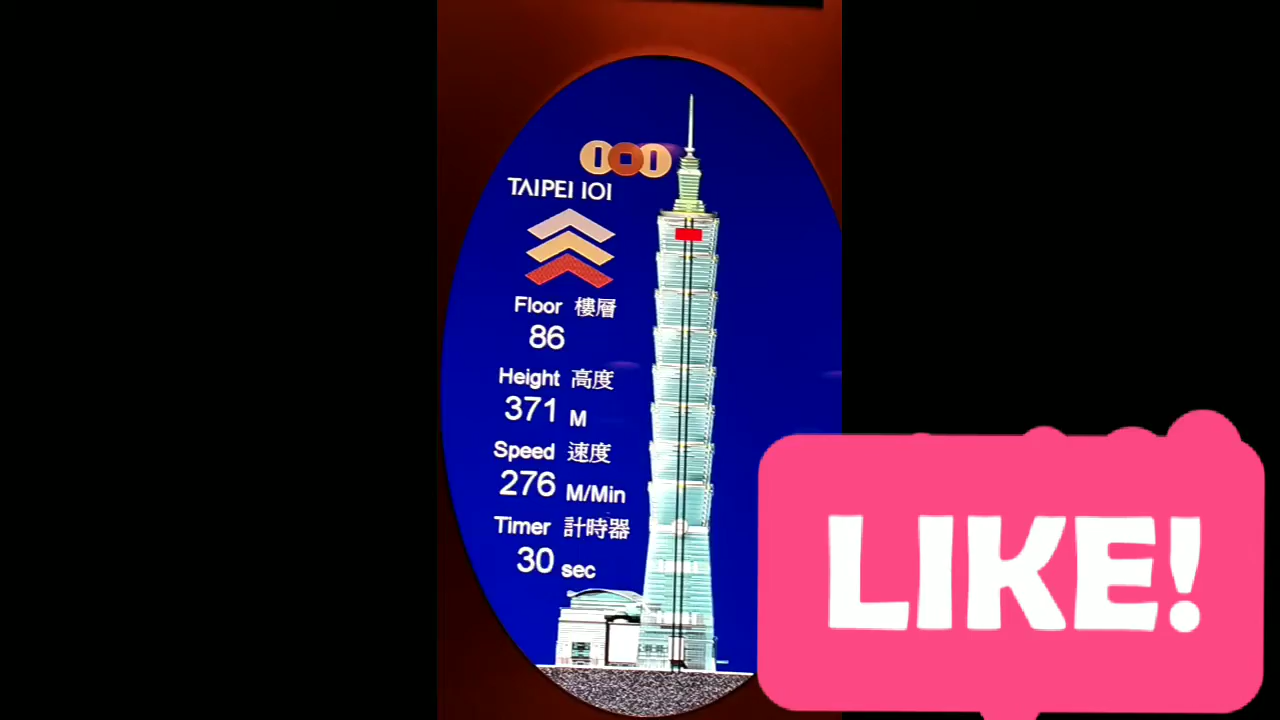 TAIPEI 101
Floor 樓層
86
Height 高度
371 M
Speed 速度
276 M/Min
Timer 計時器
30 sec
LIKE!